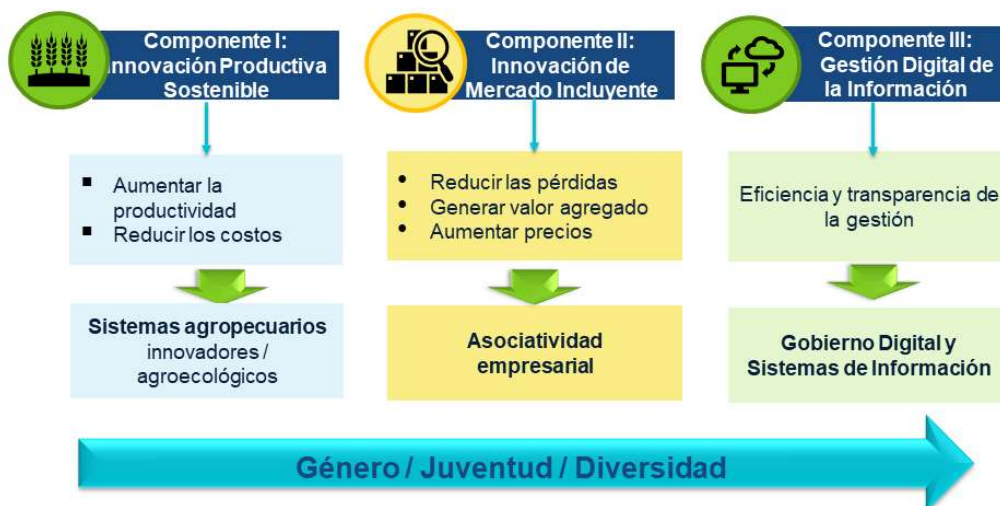 Componente I:
Innovación Productiva
Sostenible
Componente II:
Innovación de
Mercado Incluyente
Componente III:
Gestión Digital de
la Información
▪ Aumentar la
productividad
▪ Reducir los costos
• Reducir las pérdidas
• Generar valor agregado
• Aumentar precios
Eficiencia y transparencia de
la gestión
Sistemas agropecuarios
innovadores /
agroecológicos
Asociatividad
empresarial
Gobierno Digital y
Sistemas de Información
Género / Juventud / Diversidad